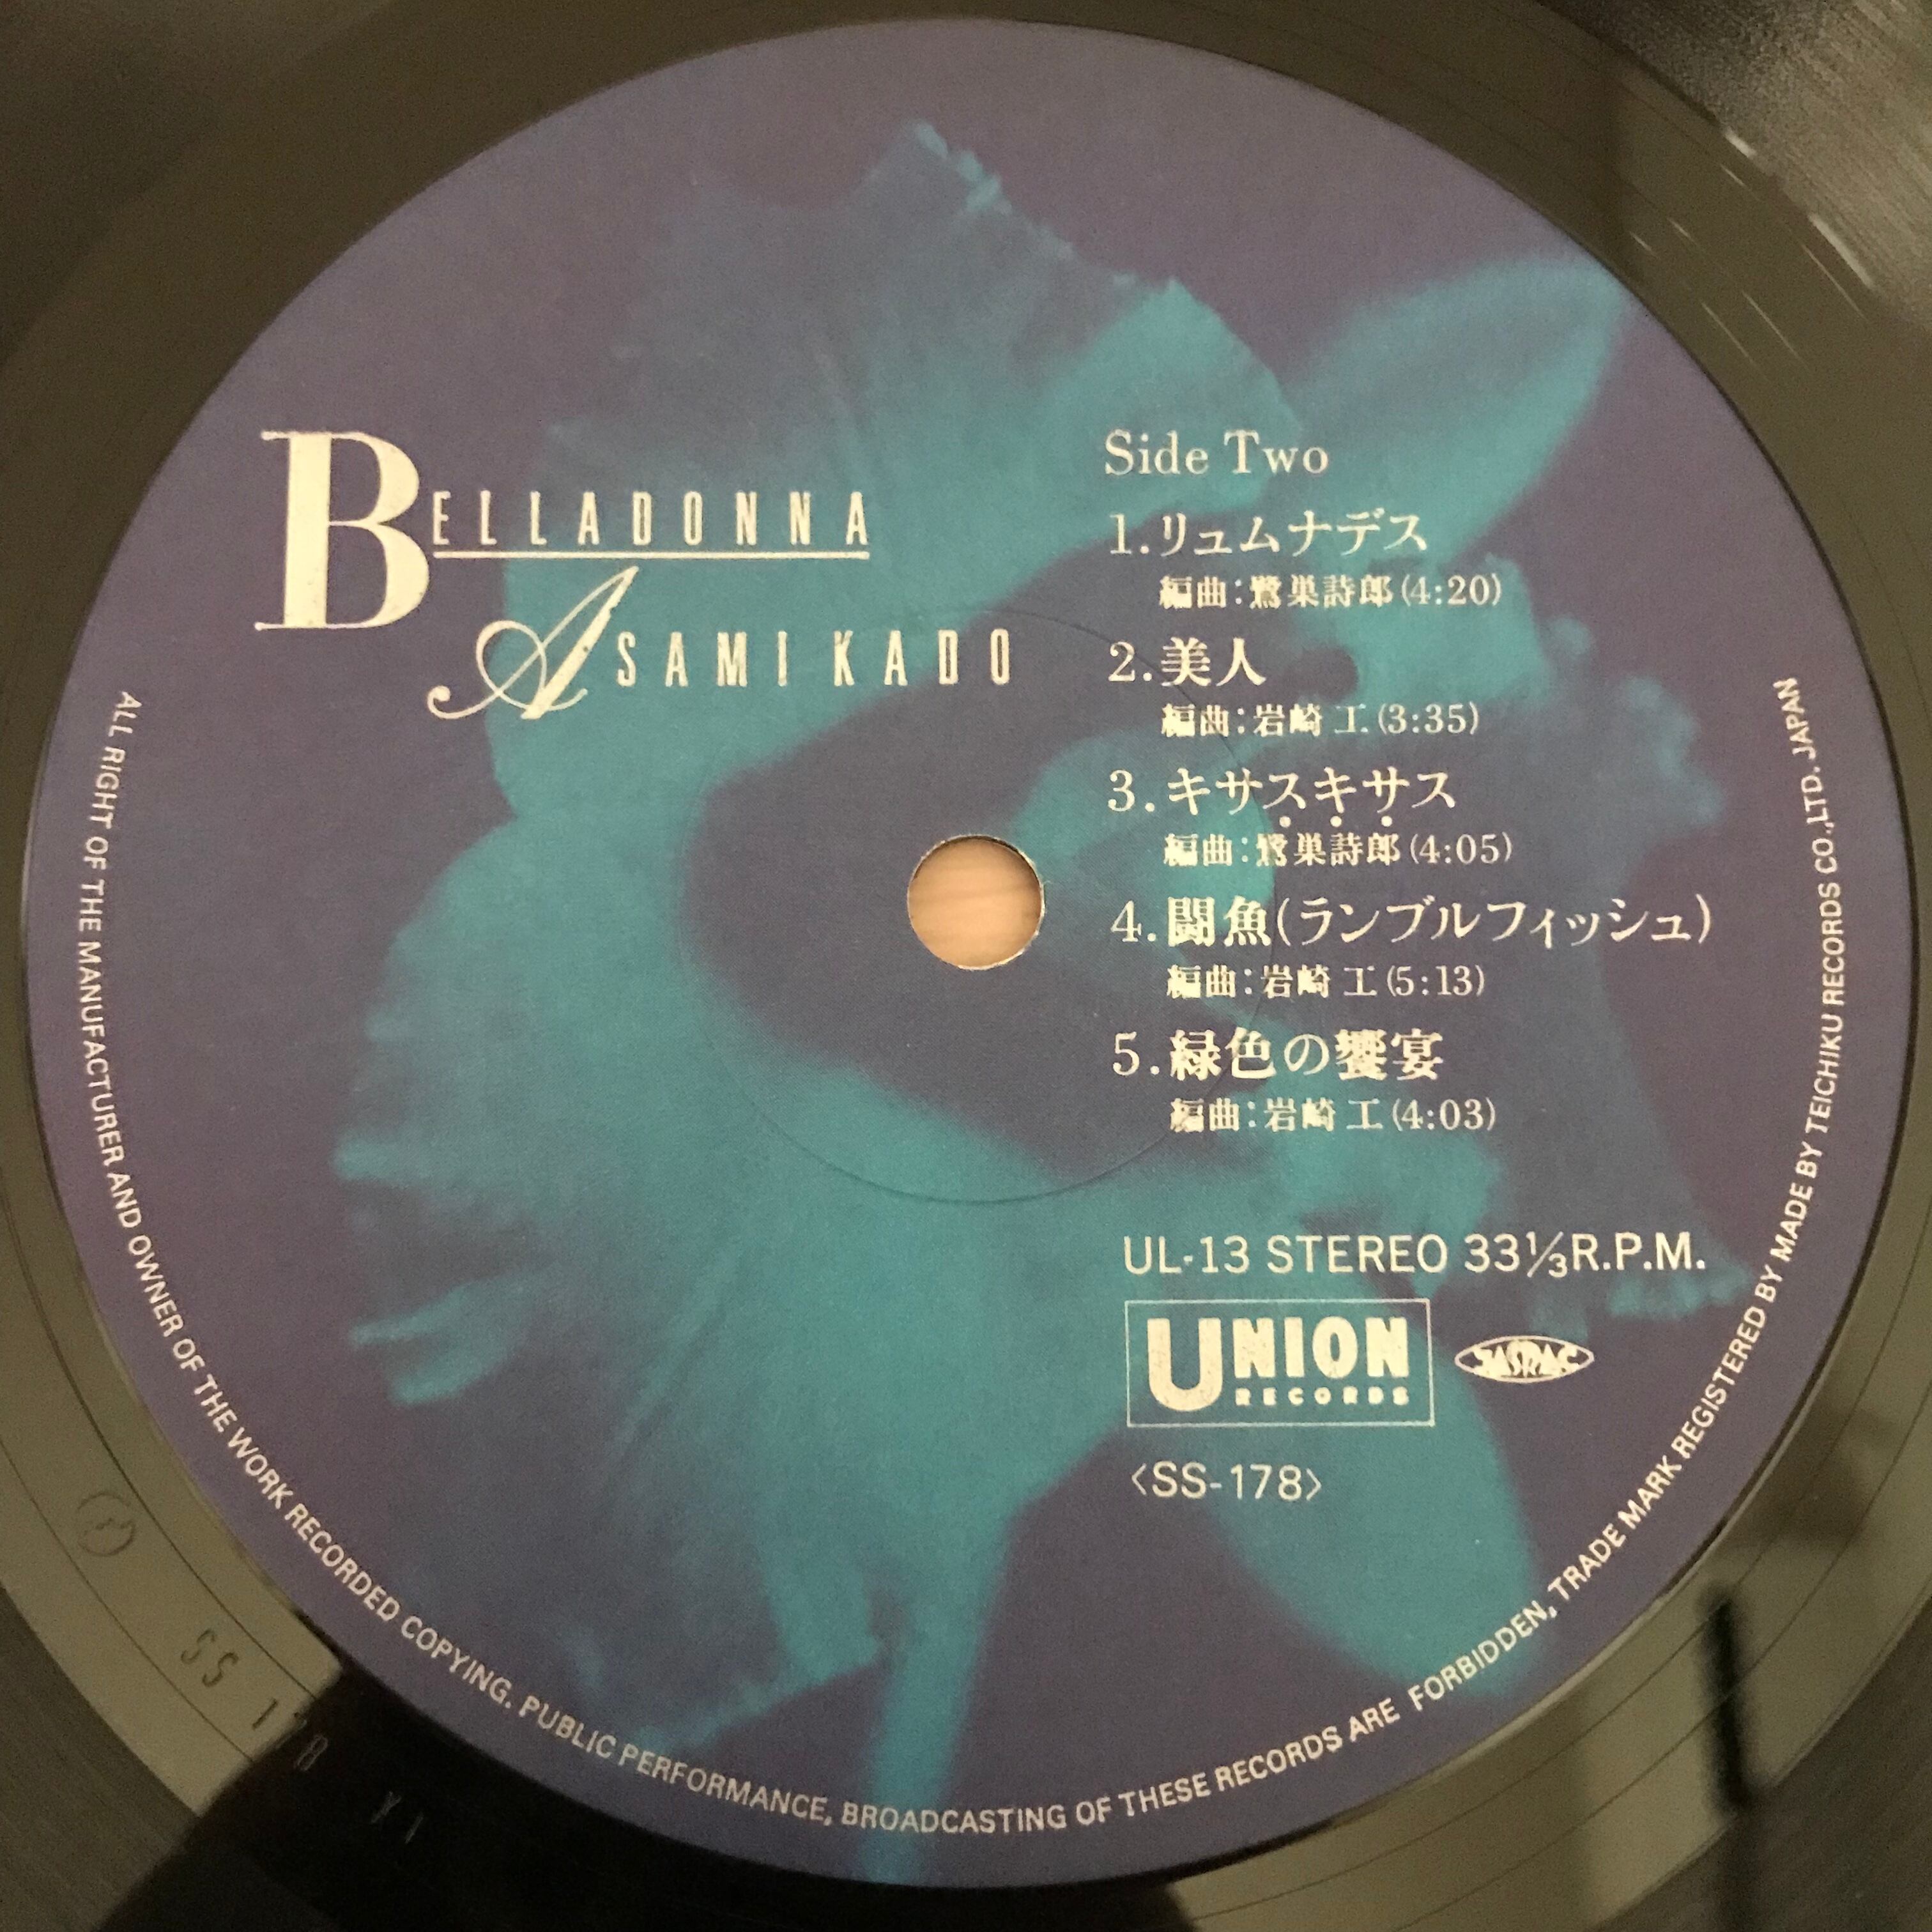 BELLADONNA
ASAMI KADO
Side Two
1.リュムナデス
編曲:鷺巣詩郎(4:20)
2.美人
編曲:岩崎 工(3:35)
3.キサスキサス
編曲:鷺巣詩郎(4:05)
4.闘魚(ランブルフィッシュ)
編曲:岩崎 工(5:13)
5.緑色の饗宴
編曲:岩崎 工(4:03)
UL-13 STEREO 33⅓R.P.M.
UNION
RECORDS
JASRAC
<SS-178>
ALL RIGHT OF THE MANUFACTURER AND OWNER OF THE WORK RECORDED COPYING. PUBLIC PERFORMANCE, BROADCASTING OF THESE RECORDS ARE FORBIDDEN, TRADE MARK REGISTERED BY MADE BY TEICHIKU RECORDS CO.,LTD. JAPAN